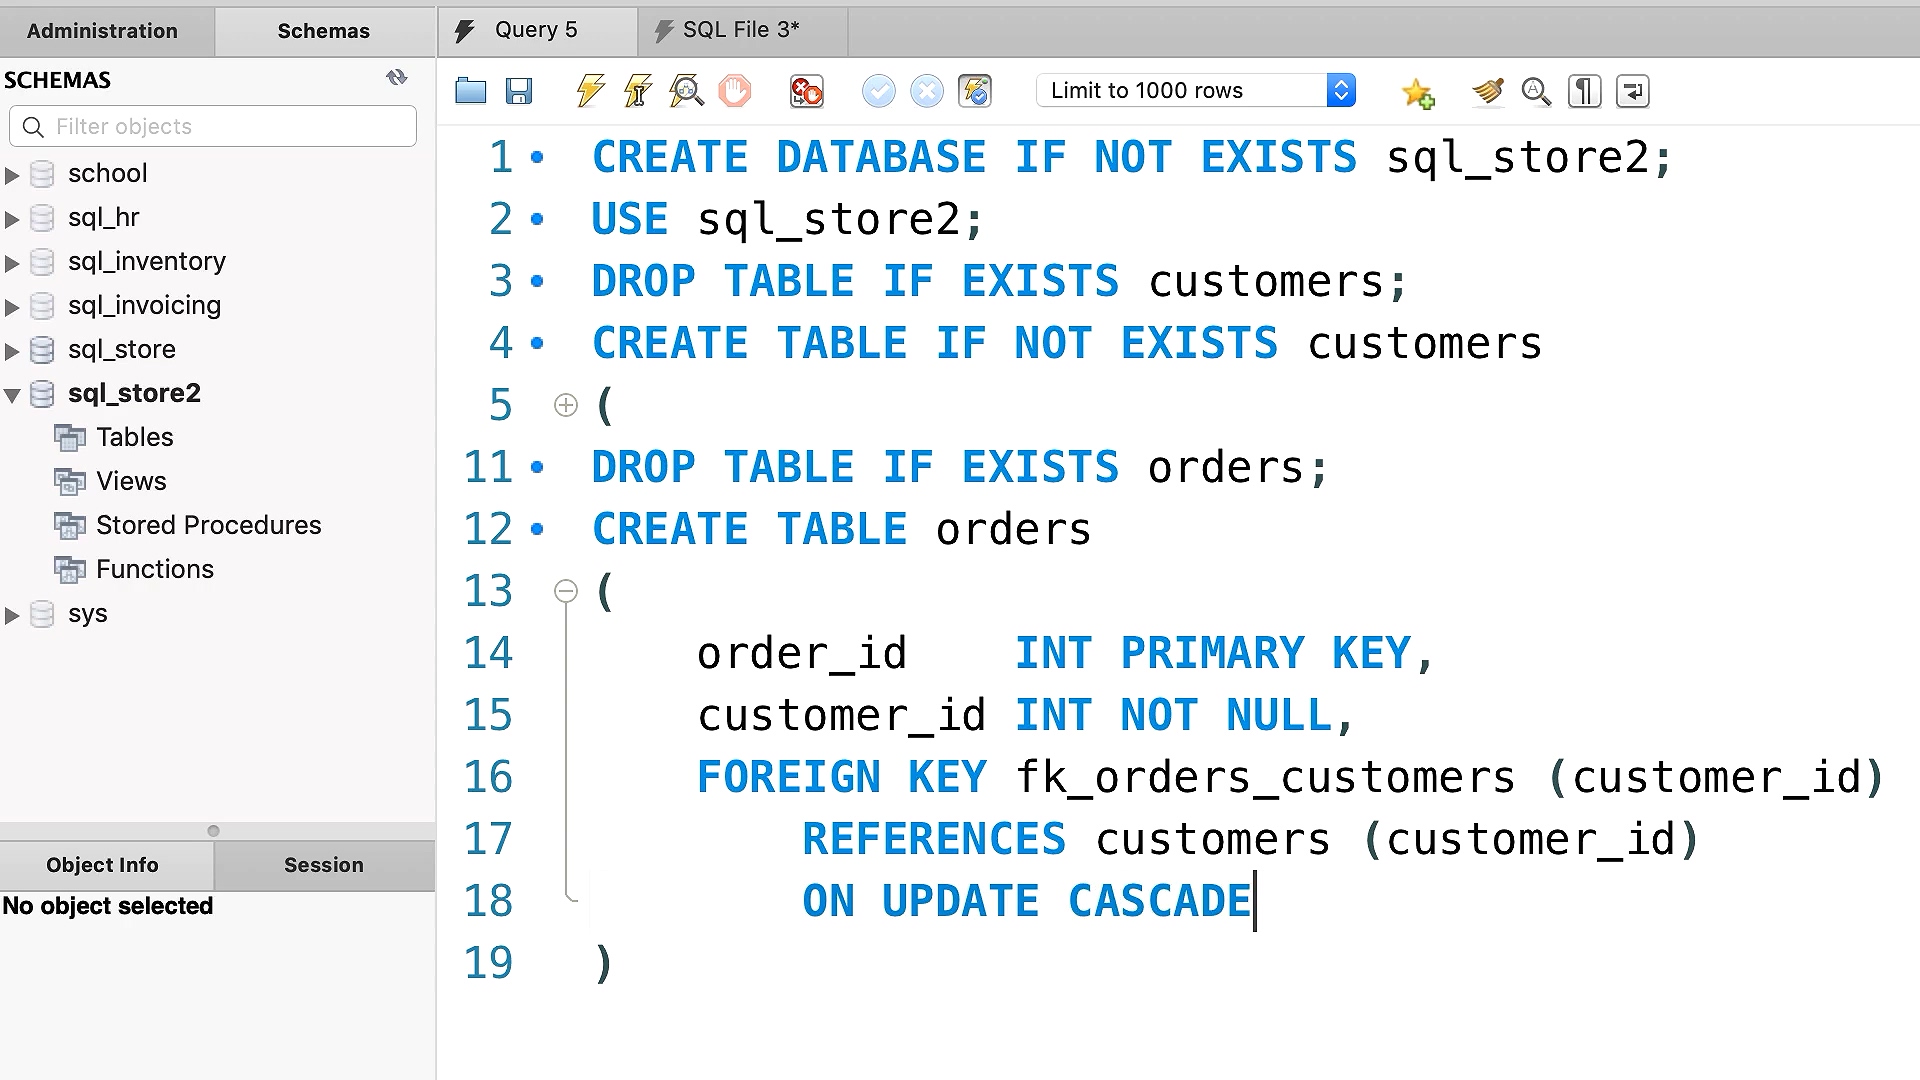 Administration
Schemas
Query 5
SQL File 3*
SCHEMAS
Filter objects
Limit to 1000 rows
school
sql_hr
sql_inventory
sql_invoicing
sql_store
sql_store2
Tables
Views
Stored Procedures
Functions
sys
Object Info
Session
No object selected
1 CREATE DATABASE IF NOT EXISTS sql_store2;
2 USE sql_store2;
3 DROP TABLE IF EXISTS customers;
4 CREATE TABLE IF NOT EXISTS customers
5 (
11 DROP TABLE IF EXISTS orders;
12 CREATE TABLE orders
13 (
14 order_id INT PRIMARY KEY,
15 customer_id INT NOT NULL,
16 FOREIGN KEY fk_orders_customers (customer_id)
17 REFERENCES customers (customer_id)
18 ON UPDATE CASCADE
19 )